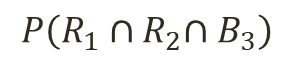 P(R₁ ∩ R₂∩ B₃)